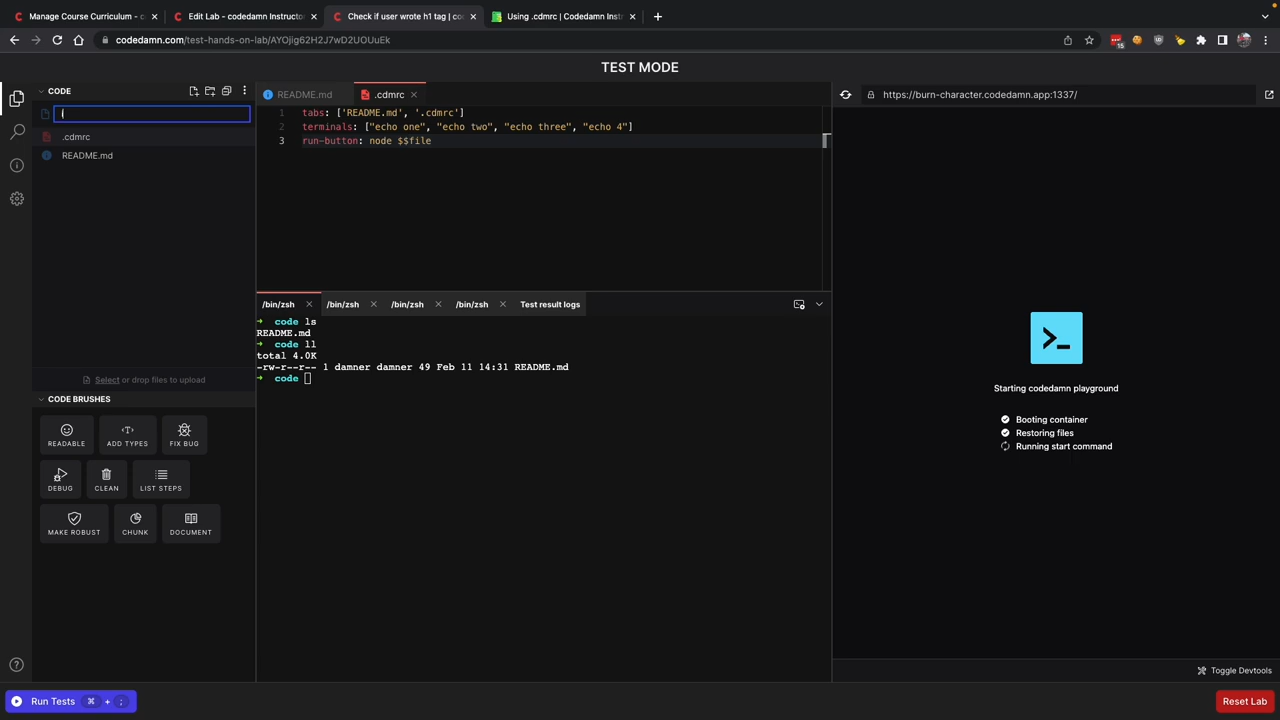 Manage Course Curriculum - c
Edit Lab - codedamn Instructor
Check if user wrote h1 tag | co
Using .cdmrc | Codedamn Inst
codedamn.com/test-hands-on-lab/AYOjig62H2J7wD2UOUuEk
15
TEST MODE
CODE
.cdmrc
README.md
Select or drop files to upload
CODE BRUSHES
READABLE
ADD TYPES
FIX BUG
DEBUG
CLEAN
LIST STEPS
MAKE ROBUST
CHUNK
DOCUMENT
README.md
.cdmrc
1 tabs: ['README.md', '.cdmrc']
2 terminals: ["echo one", "echo two", "echo three", "echo 4"]
3 run-button: node $$file
/bin/zsh
/bin/zsh
/bin/zsh
/bin/zsh
Test result logs
→ code ls
README.md
→ code ll
total 4.0K
-rw-r--r-- 1 damner damner 49 Feb 11 14:31 README.md
→ code
https://burn-character.codedamn.app:1337/
Starting codedamn playground
Booting container
Restoring files
Running start command
Toggle Devtools
Run Tests ⌘ + ;
Reset Lab